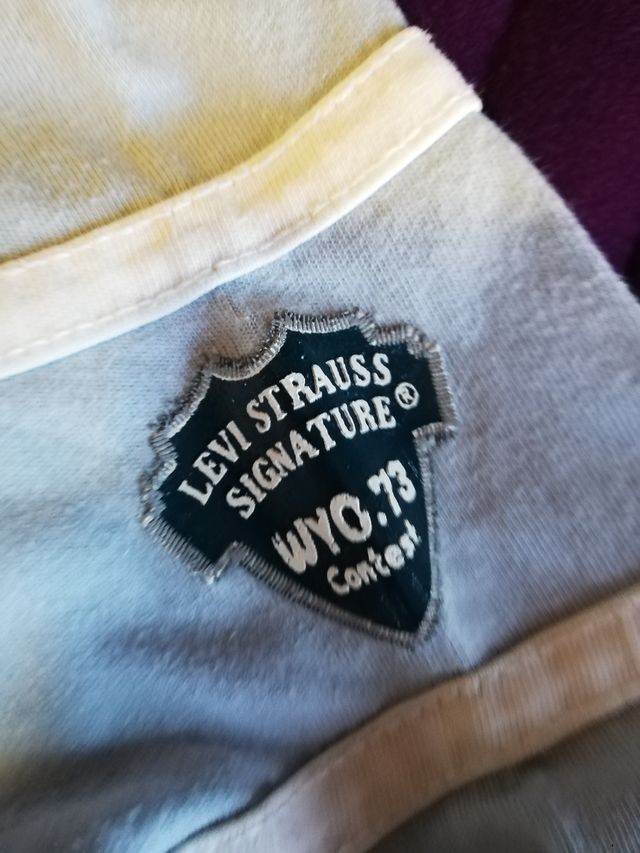 LEVI STRAUSS
SIGNATURE®
WYO.73
Contest